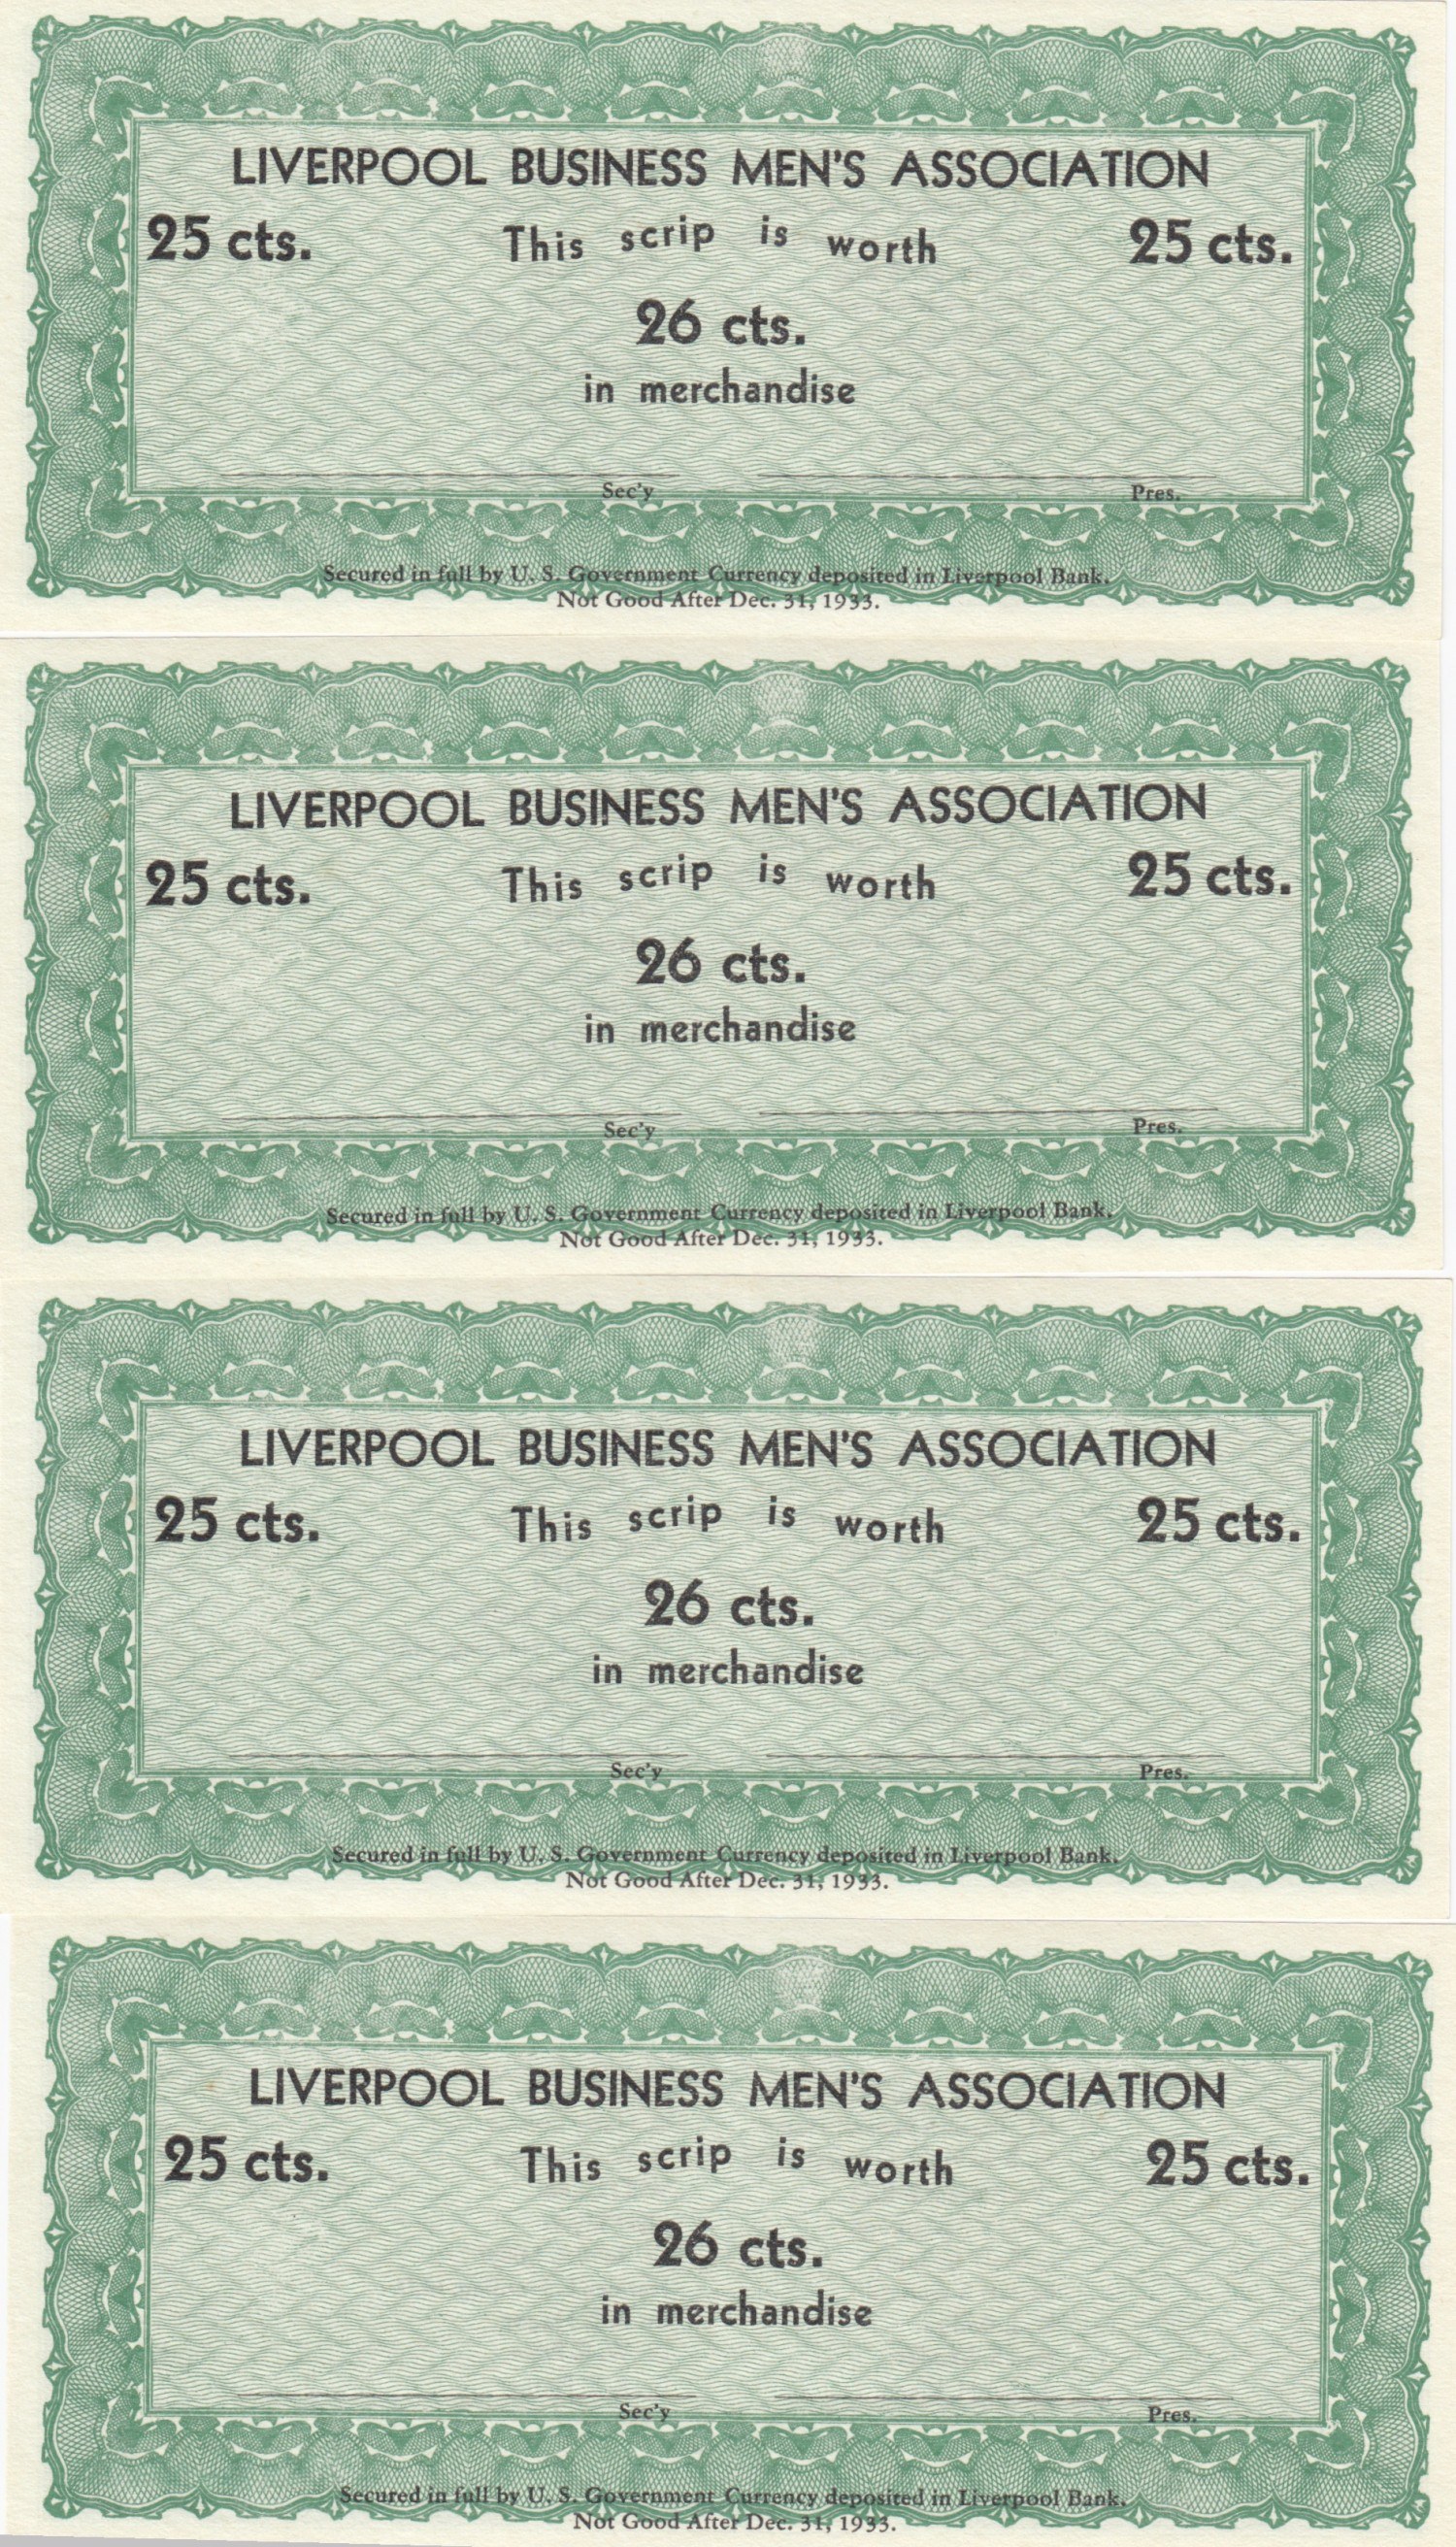 LIVERPOOL BUSINESS MEN'S ASSOCIATION
25 cts. This scrip is worth 25 cts.
26 cts.
in merchandise
Sec'y Pres.
Secured in full by U. S. Government Currency deposited in Liverpool Bank.
Not Good After Dec. 31, 1933.
LIVERPOOL BUSINESS MEN'S ASSOCIATION
25 cts. This scrip is worth 25 cts.
26 cts.
in merchandise
Sec'y Pres.
Secured in full by U. S. Government Currency deposited in Liverpool Bank.
Not Good After Dec. 31, 1933.
LIVERPOOL BUSINESS MEN'S ASSOCIATION
25 cts. This scrip is worth 25 cts.
26 cts.
in merchandise
Sec'y Pres.
Secured in full by U. S. Government Currency deposited in Liverpool Bank.
Not Good After Dec. 31, 1933.
LIVERPOOL BUSINESS MEN'S ASSOCIATION
25 cts. This scrip is worth 25 cts.
26 cts.
in merchandise
Sec'y Pres.
Secured in full by U. S. Government Currency deposited in Liverpool Bank.
Not Good After Dec. 31, 1933.